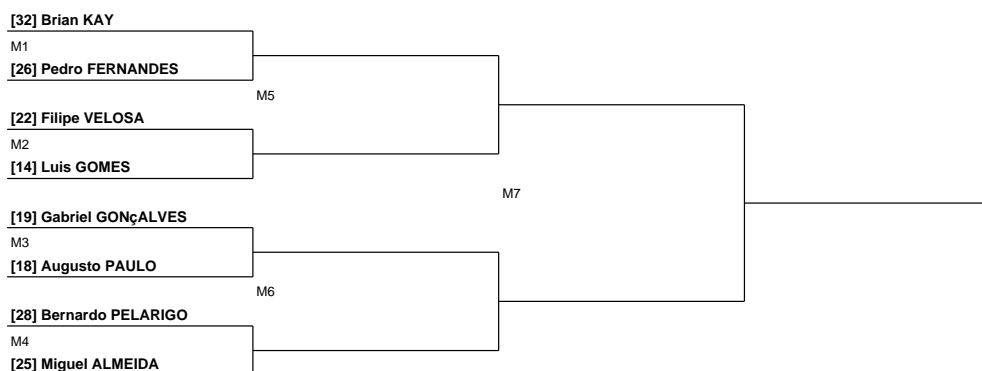 [32] Brian KAY
M1
[26] Pedro FERNANDES
M5
[22] Filipe VELOSA
M2
[14] Luis GOMES
M7
[19] Gabriel GONçALVES
M3
[18] Augusto PAULO
M6
[28] Bernardo PELARIGO
M4
[25] Miguel ALMEIDA